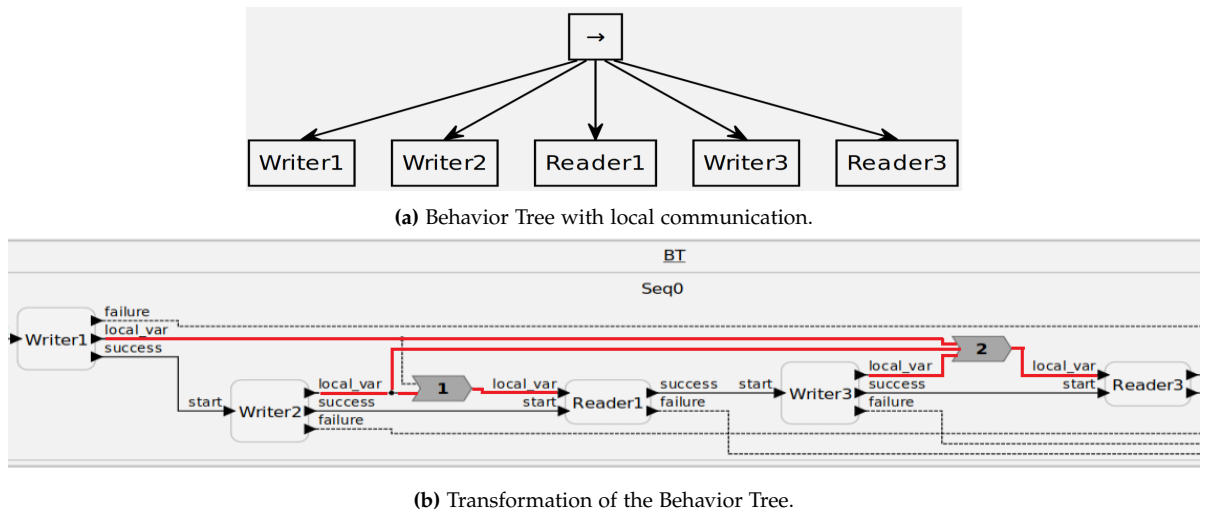 →
Writer1 Writer2 Reader1 Writer3 Reader3
(a) Behavior Tree with local communication.
BT
Seq0
failure
Writer1 local_var
success
start Writer2 local_var
success
failure
1
local_var
start Reader1 success
failure
start Writer3 local_var
success
failure
2
local_var
start Reader3
(b) Transformation of the Behavior Tree.